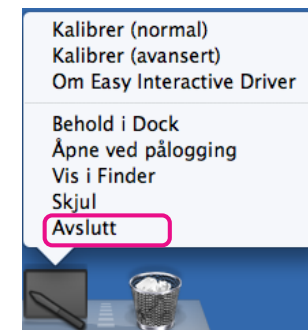 Kalibrer (normal)
Kalibrer (avansert)
Om Easy Interactive Driver
Behold i Dock
Åpne ved pålogging
Vis i Finder
Skjul
Avslutt